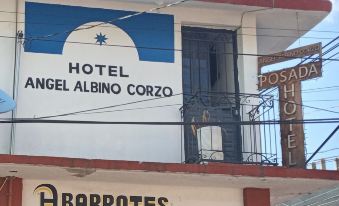 HOTEL
ANGEL ALBINO CORZO
POSADA
HOTEL
ABARROTES